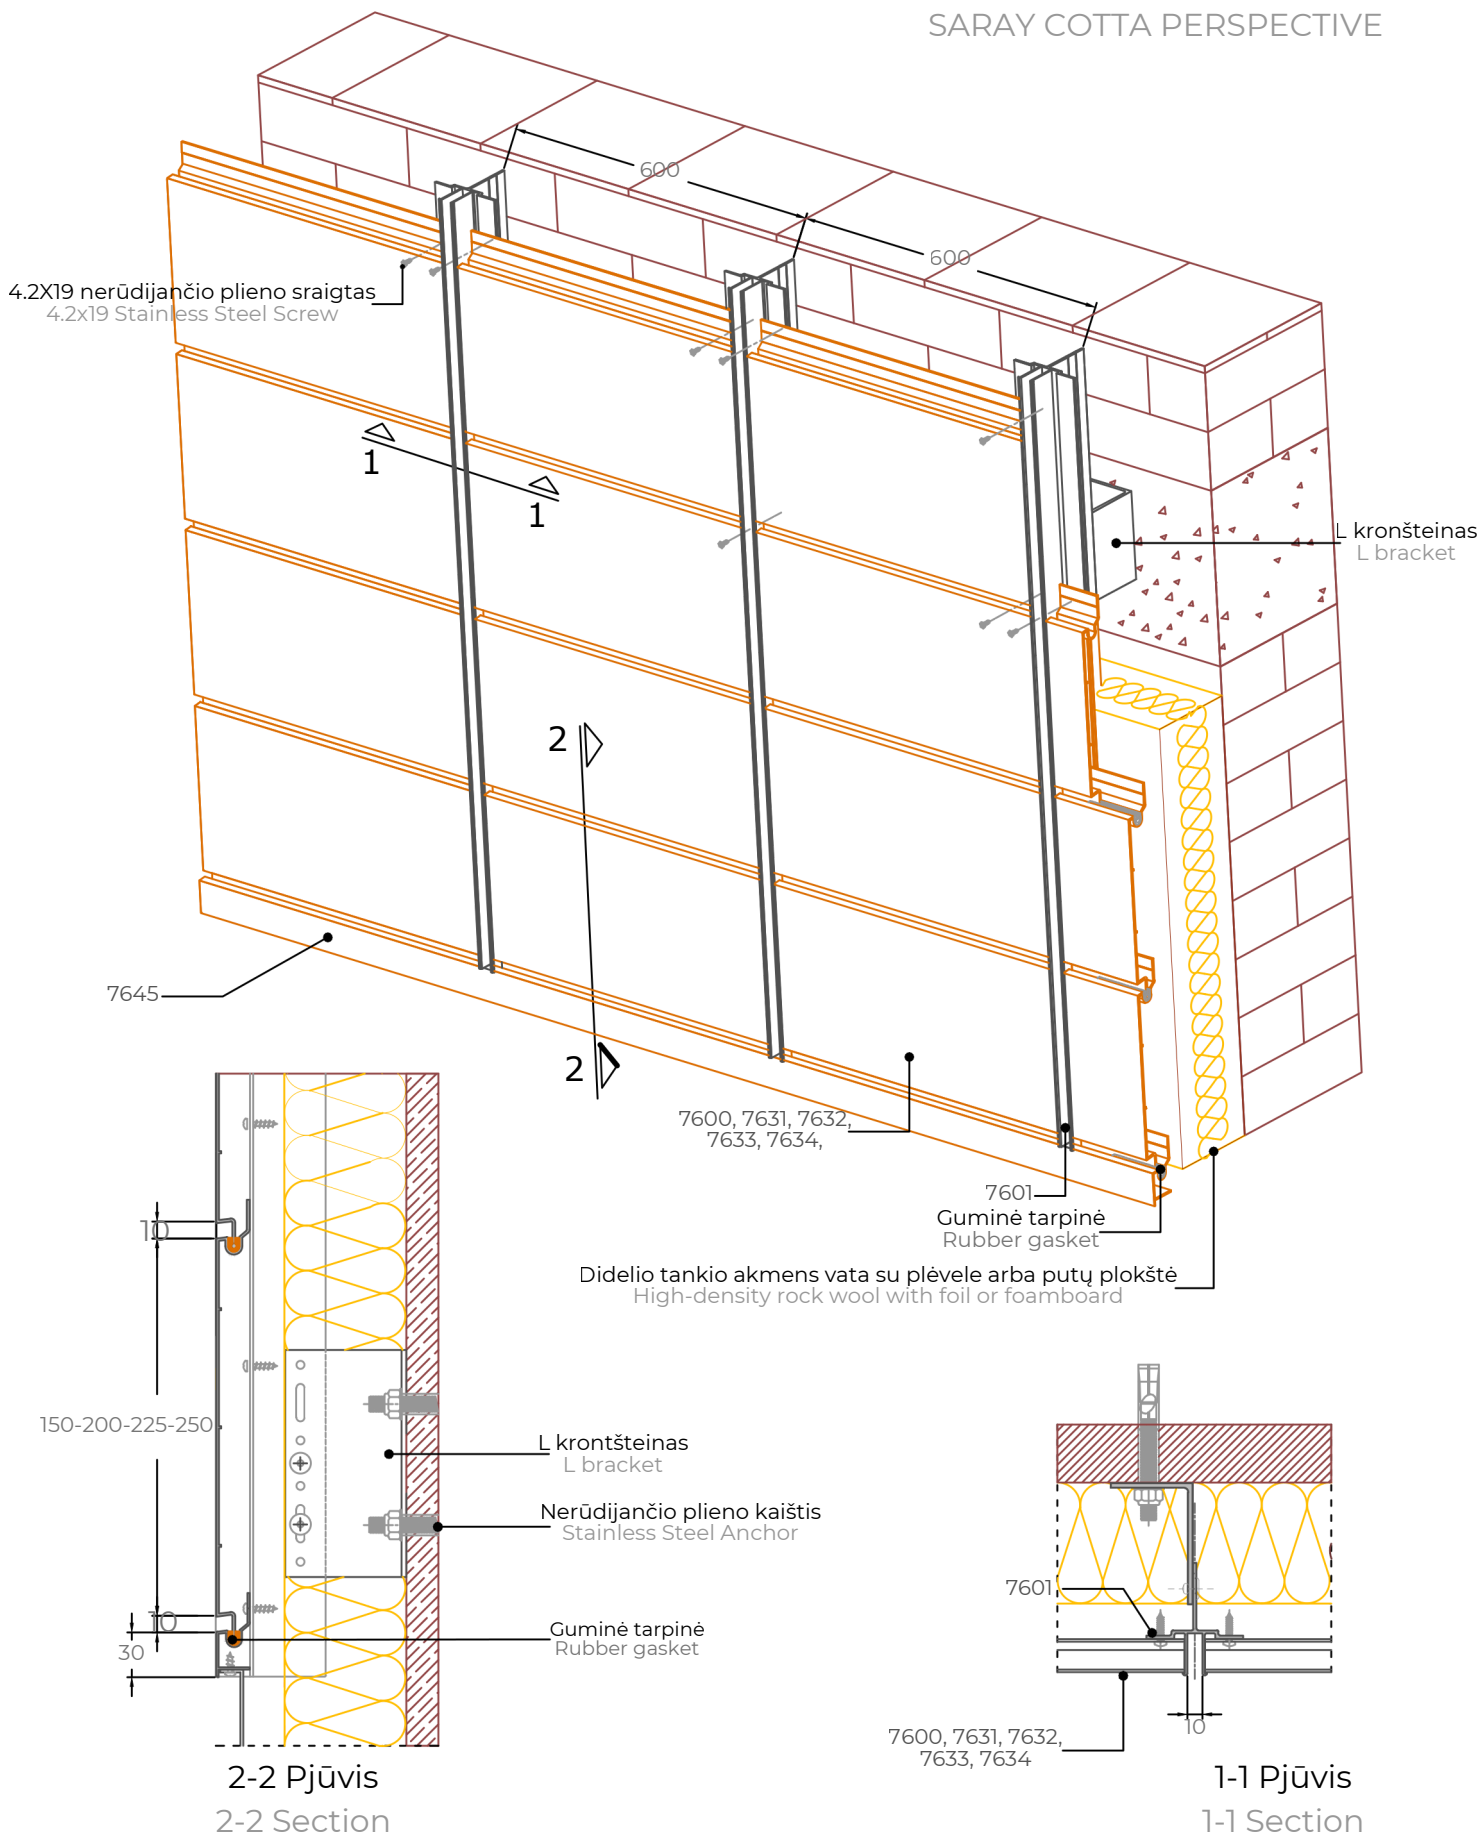 SARAY COTTA PERSPECTIVE
600
600
4.2X19 nerūdijančio plieno sraigtas
4.2x19 Stainless Steel Screw
1
1
L kronšteinas
L bracket
2
2
7645
7600, 7631, 7632,
7633, 7634,
7601
Guminė tarpinė
Rubber gasket
Didelio tankio akmens vata su plėvele arba putų plokštė
High-density rock wool with foil or foamboard
10
150-200-225-250
10
30
L krontšteinas
L bracket
Nerūdijančio plieno kaištis
Stainless Steel Anchor
Guminė tarpinė
Rubber gasket
2-2 Pjūvis
2-2 Section
7601
10
7600, 7631, 7632,
7633, 7634
1-1 Pjūvis
1-1 Section